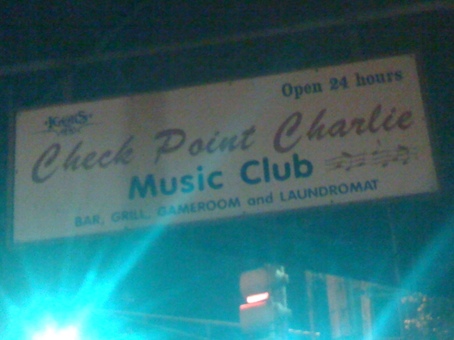 Open 24 hours
Check Point Charlie
Music Club
BAR, GRILL, GAMEROOM and LAUNDROMAT